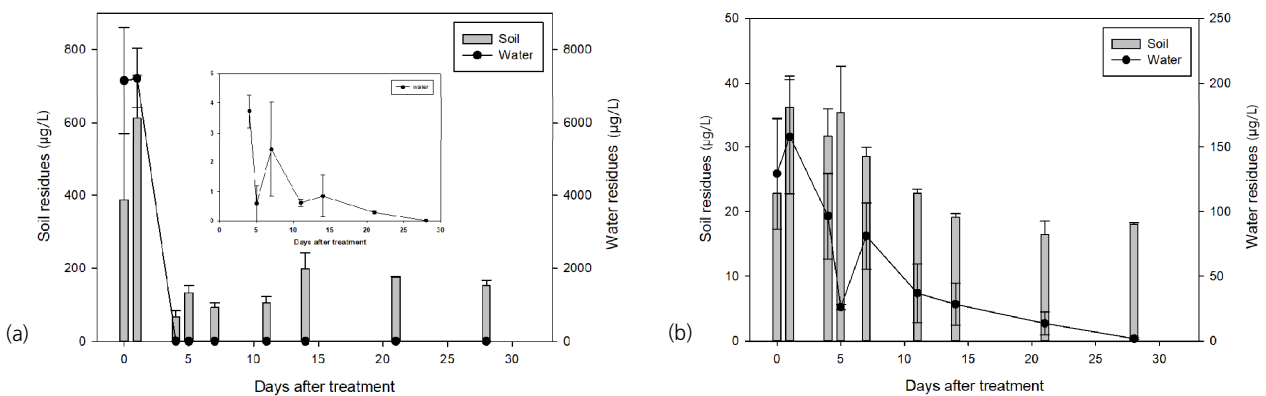 (a)
Soil residues (µg/L)
800
600
400
200
0
Soil
Water
8000
6000
4000
2000
0
Water residues (µg/L)
water
5
4
3
2
1
0
0 5 10 15 20 25 30
Days after treatment
0 5 10 15 20 25 30
Days after treatment
(b)
Soil residues (µg/L)
50
40
30
20
10
0
Soil
Water
250
200
150
100
50
0
Water residues (µg/L)
0 5 10 15 20 25 30
Days after treatment